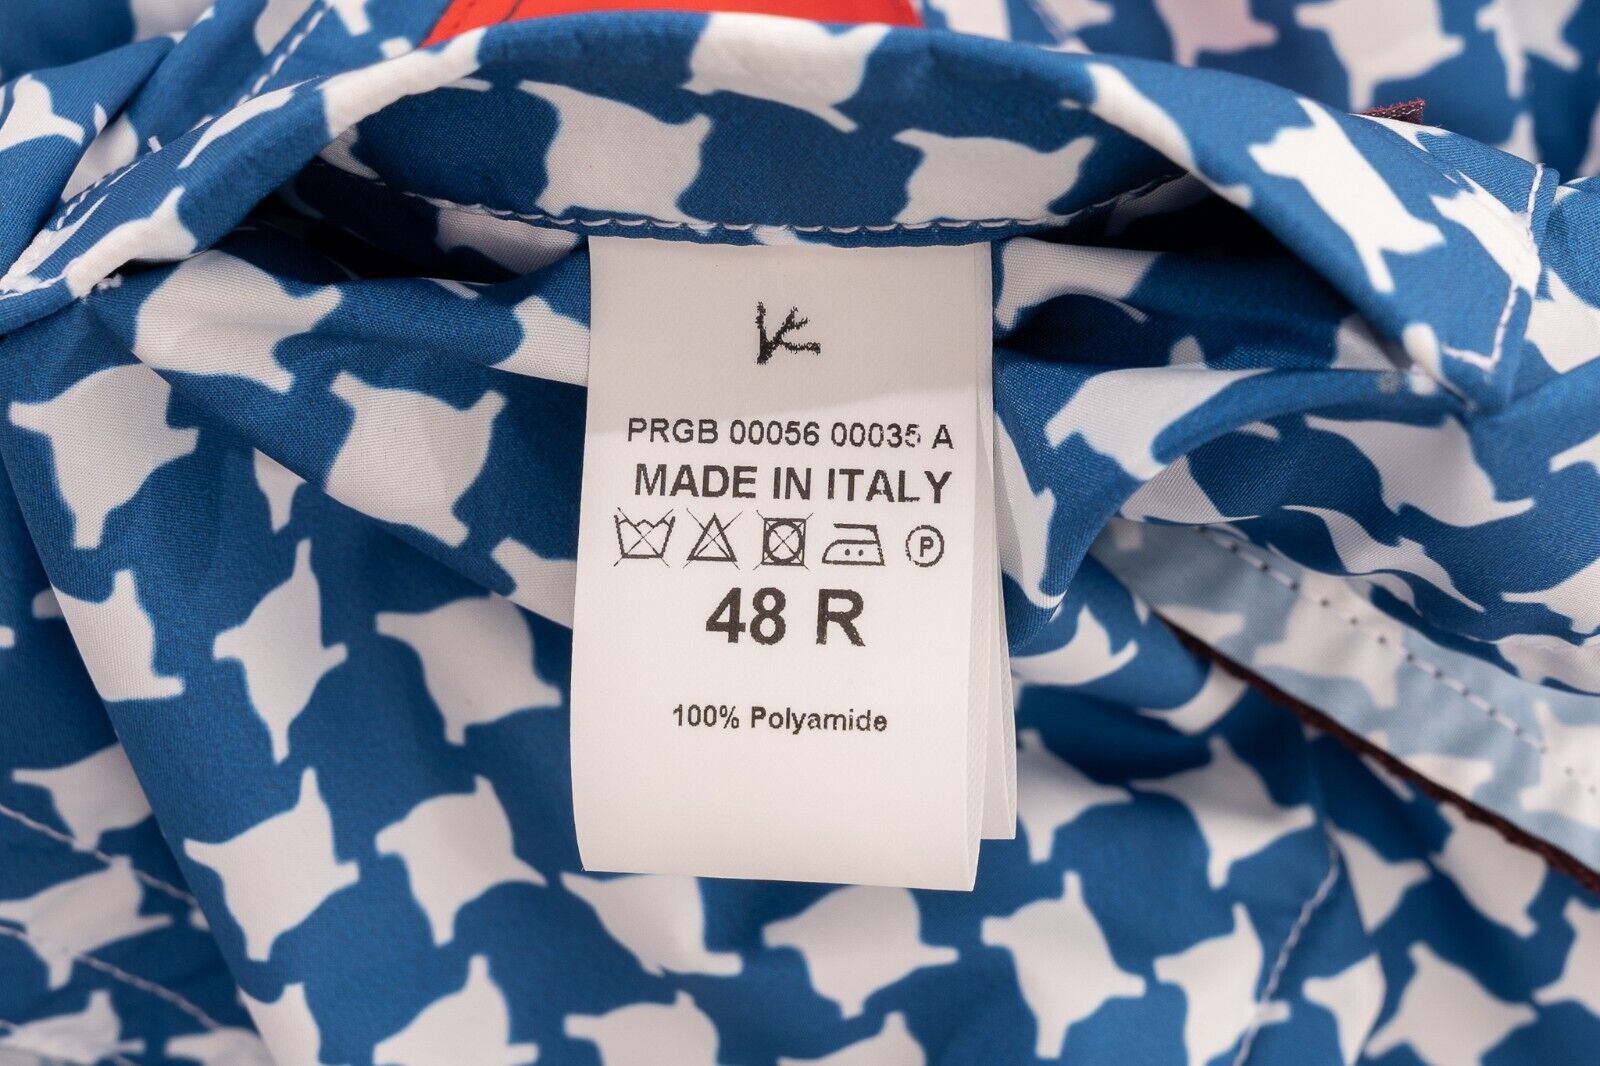 PRGB 00056 00035 A
MADE IN ITALY
P
48 R
100% Polyamide